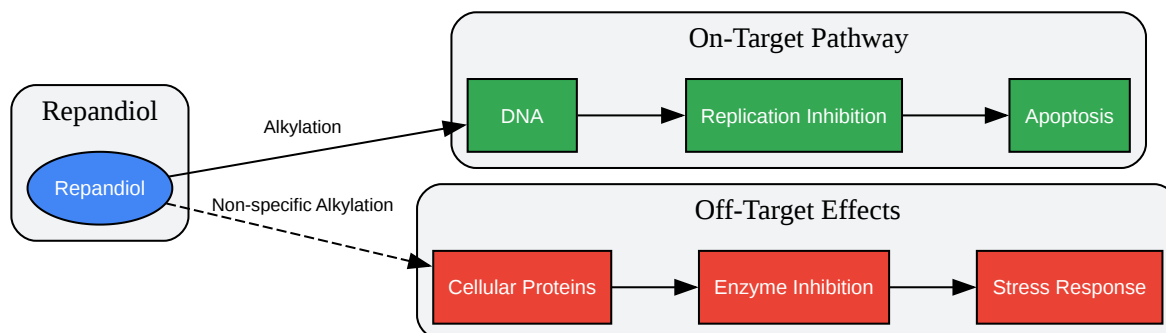 On-Target Pathway
Repandiol
DNA
Replication Inhibition
Apoptosis
Alkylation
Repandiol
Non-specific Alkylation
Off-Target Effects
Cellular Proteins
Enzyme Inhibition
Stress Response